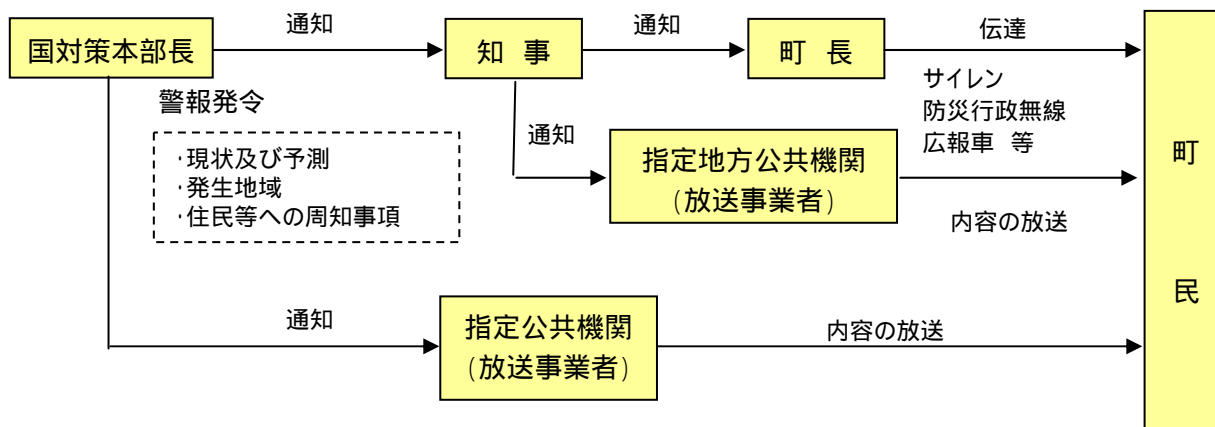 通知
通知
伝達
国対策本部長
知 事
町 長
警報発令
サイレン
防災行政無線
広報車 等
・現状及び予測
・発生地域
・住民等への周知事項
通知
指定地方公共機関
(放送事業者)
内容の放送
町
民
通知
指定公共機関
(放送事業者)
内容の放送